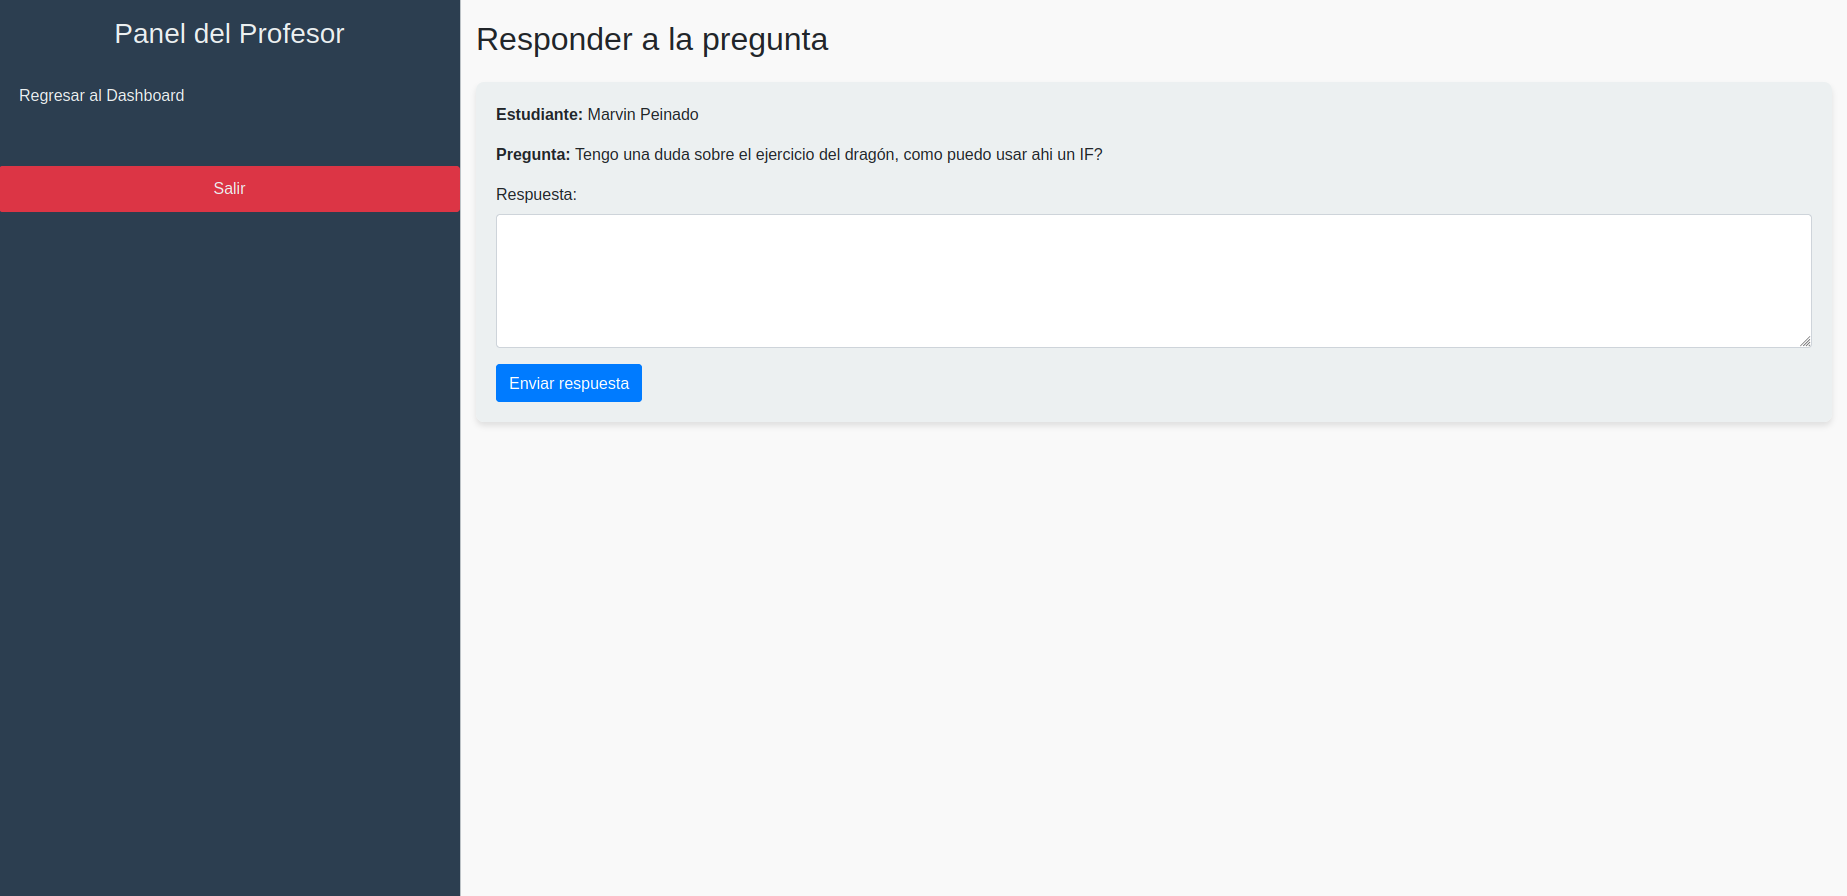 Panel del Profesor
Regresar al Dashboard
Salir
Responder a la pregunta
Estudiante: Marvin Peinado
Pregunta: Tengo una duda sobre el ejercicio del dragón, como puedo usar ahi un IF?
Respuesta:
Enviar respuesta